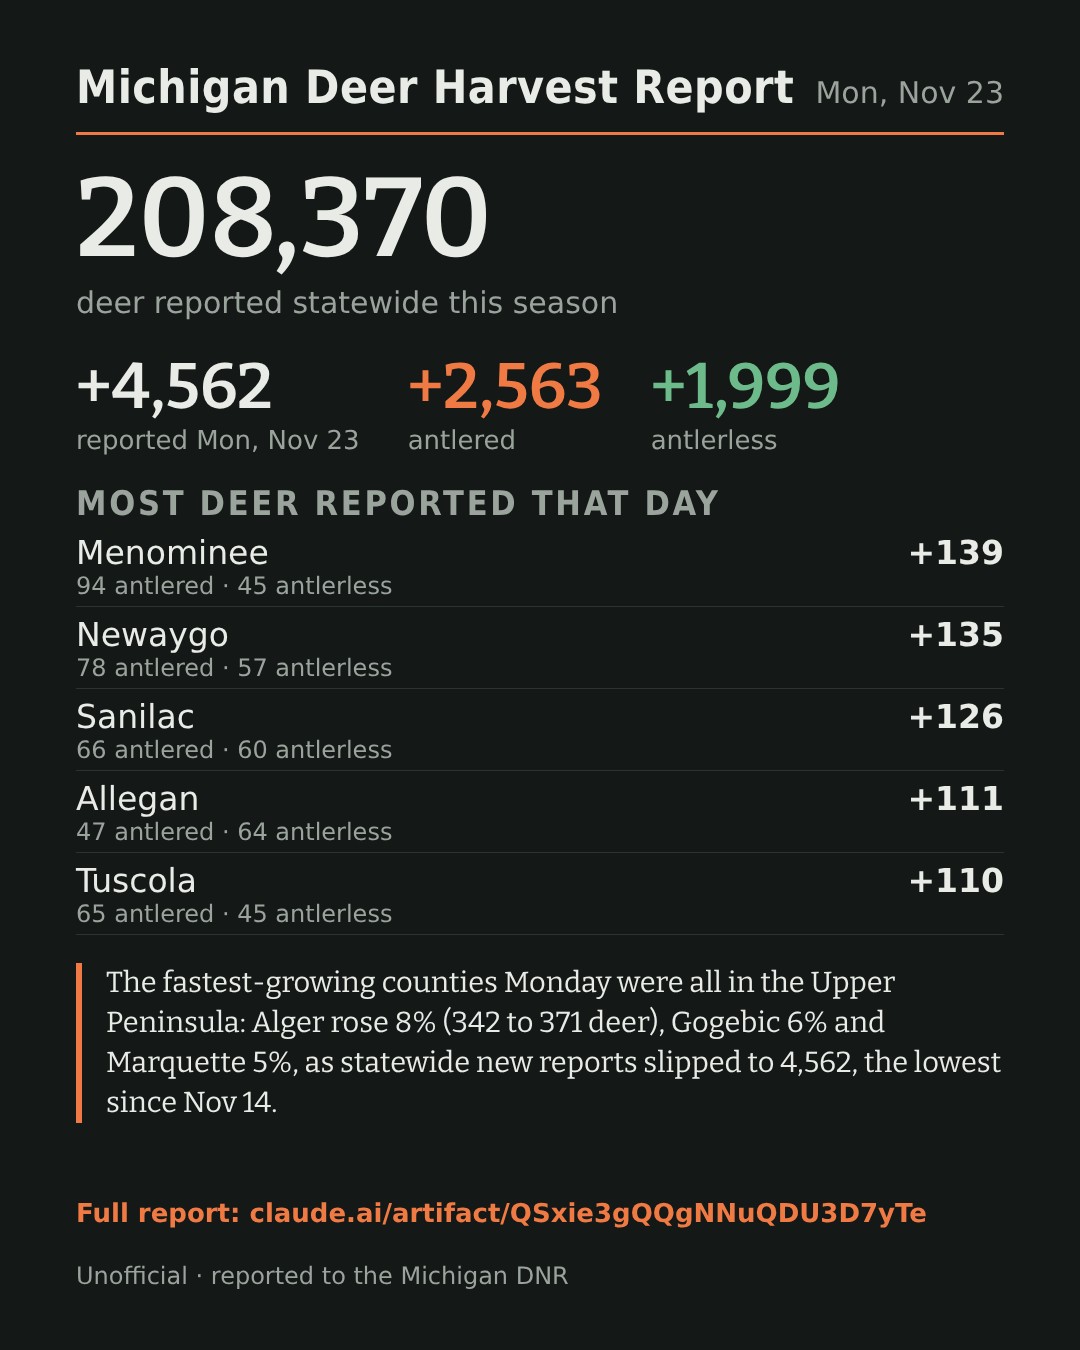 Michigan Deer Harvest Report Mon, Nov 23
208,370
deer reported statewide this season
+4,562 +2,563 +1,999
reported Mon, Nov 23 antlered antlerless
MOST DEER REPORTED THAT DAY
Menominee +139
94 antlered · 45 antlerless
Newaygo +135
78 antlered · 57 antlerless
Sanilac +126
66 antlered · 60 antlerless
Allegan +111
47 antlered · 64 antlerless
Tuscola +110
65 antlered · 45 antlerless
The fastest-growing counties Monday were all in the Upper
Peninsula: Alger rose 8% (342 to 371 deer), Gogebic 6% and
Marquette 5%, as statewide new reports slipped to 4,562, the lowest
since Nov 14.
Full report: claude.ai/artifact/QSxie3gQQgNNuQDU3D7yTe
Unofficial · reported to the Michigan DNR